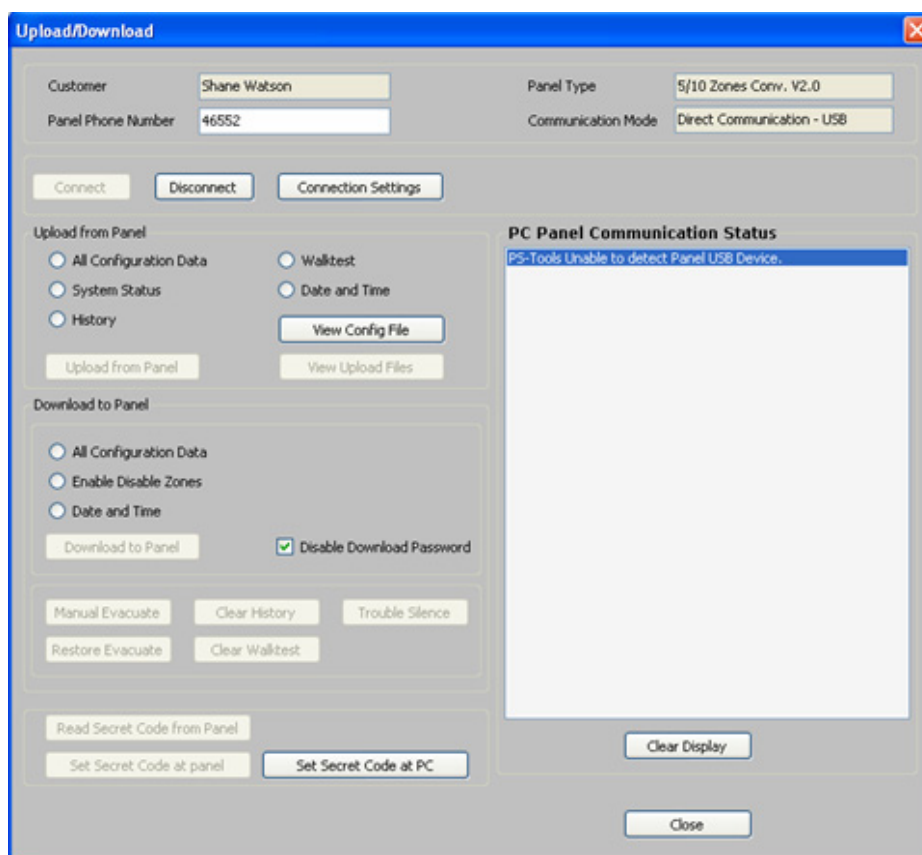 Upload/Download
Customer
Shane Watson
Panel Type
5/10 Zones Conv. V2.0
Panel Phone Number
46552
Communication Mode
Direct Communication - USB
Connect
Disconnect
Connection Settings
Upload from Panel
All Configuration Data
Walktest
System Status
Date and Time
History
View Config File
Upload from Panel
View Upload Files
Download to Panel
All Configuration Data
Enable Disable Zones
Date and Time
Download to Panel
Disable Download Password
Manual Evacuate
Clear History
Trouble Silence
Restore Evacuate
Clear Walktest
Read Secret Code from Panel
Set Secret Code at panel
Set Secret Code at PC
PC Panel Communication Status
PS-Tools Unable to detect Panel USB Device.
Clear Display
Close